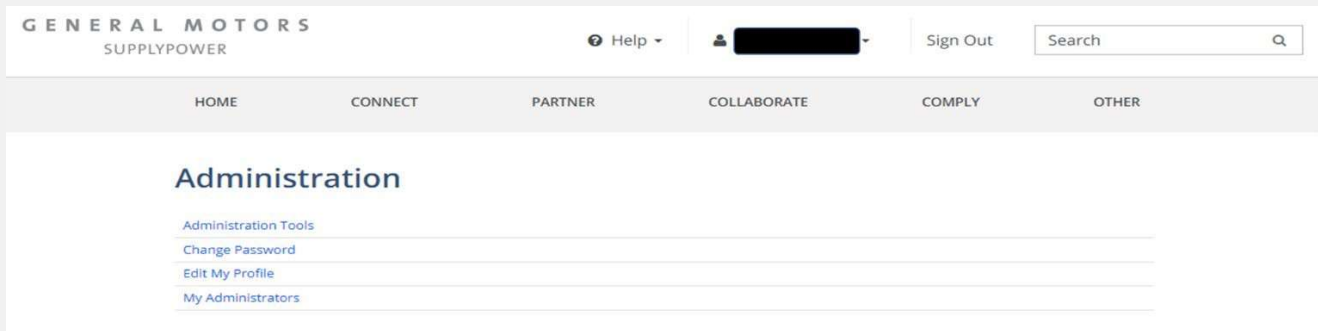 GENERAL MOTORS
SUPPLYPOWER
Help
Sign Out
Search
HOME CONNECT PARTNER COLLABORATE COMPLY OTHER
Administration
Administration Tools
Change Password
Edit My Profile
My Administrators